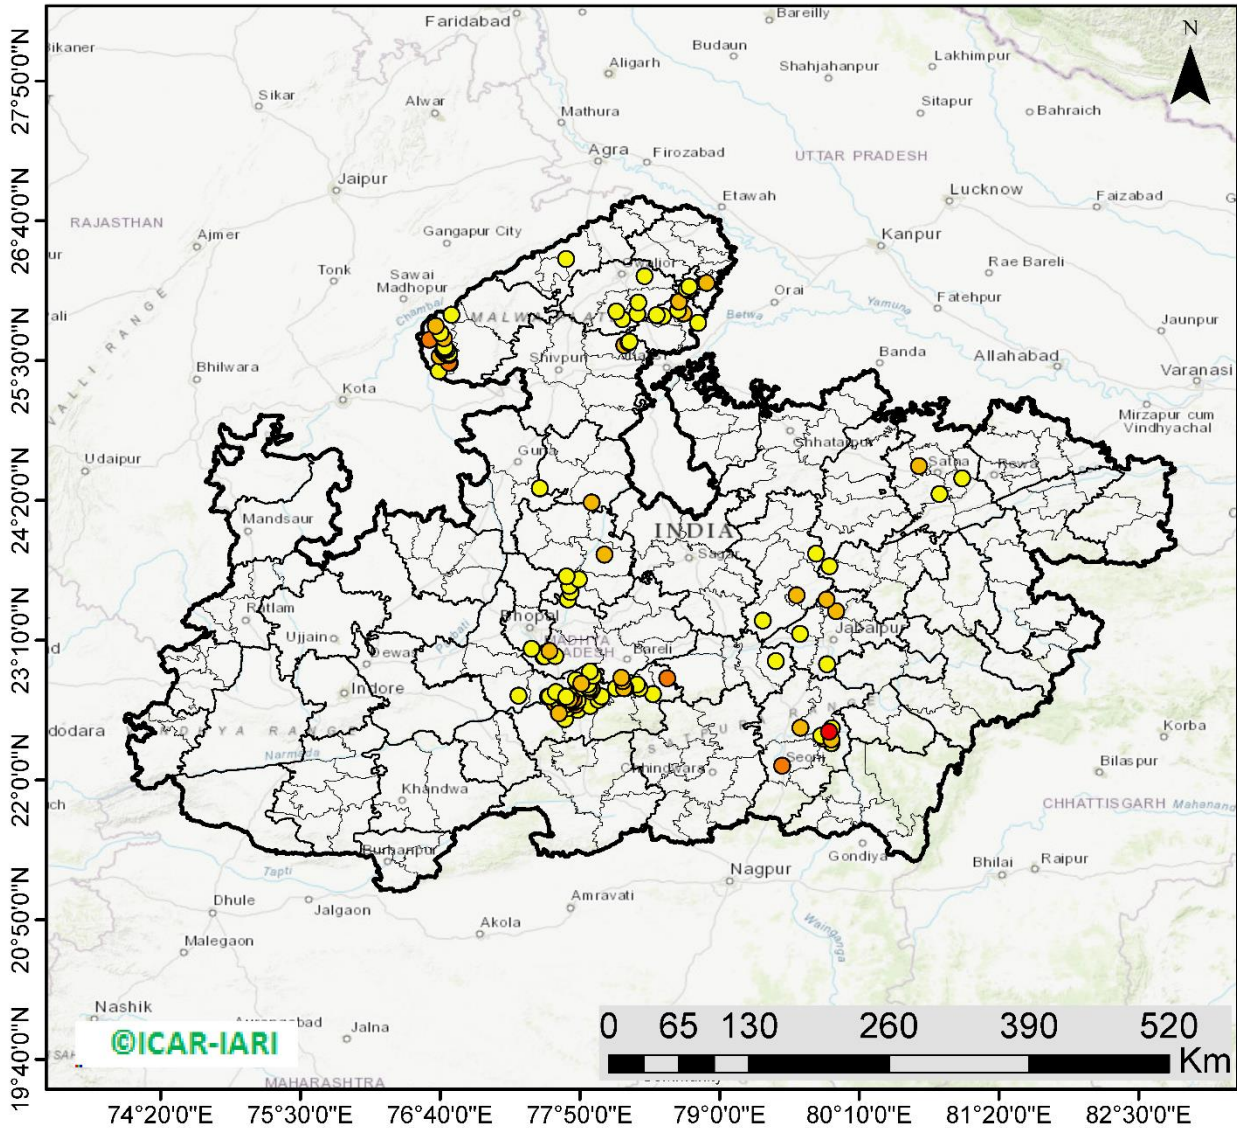 Faridabad
Bareilly
N
Bikaner
Budaun
Lakhimpur
Aligarh
Shahjahanpur
27°50'0"N
Sikar
Alwar
Sitapur
Bahraich
Mathura
Agra
Firozabad
UTTAR PRADESH
Jaipur
Lucknow
Etawah
Faizabad
RAJASTHAN
26°40'0"N
Ajmer
Gangapur City
Kanpur
Tonk
Sawai
Madhopur
Rae Bareli
Orai
Chambal
Yamuna
Fatehpur
Betwa
Jaunpur
Shivpuri
Banda
Allahabad
25°30'0"N
Bhilwara
Varanasi
Kota
Mirzapur cum
Vindhyachal
Chhatarpur
Udaipur
Guna
Satna
Rewa
24°20'0"N
Mandsaur
INDIA
Sagar
Ratlam
Bhopal
Jabalpur
Ujjain
Parbati
MADHYA
PRADESH
Bareli
23°10'0"N
Dewas
Indore
SATPURA RANGE
VINDHYA RANGE
Korba
Narmada
Seoni
Chhindwara
Bilaspur
22°0'0"N
Khandwa
CHHATTISGARH
Burhanpur
Gondiya
Bhilai
Raipur
Tapti
Nagpur
Dhule
Jalgaon
Amravati
20°50'0"N
Akola
Wainganga
Malegaon
Nashik
Jalna
©ICAR-IARI
0 65 130 260 390 520
Km
19°40'0"N
MAHARASHTRA
74°20'0"E 75°30'0"E 76°40'0"E 77°50'0"E 79°0'0"E 80°10'0"E 81°20'0"E 82°30'0"E